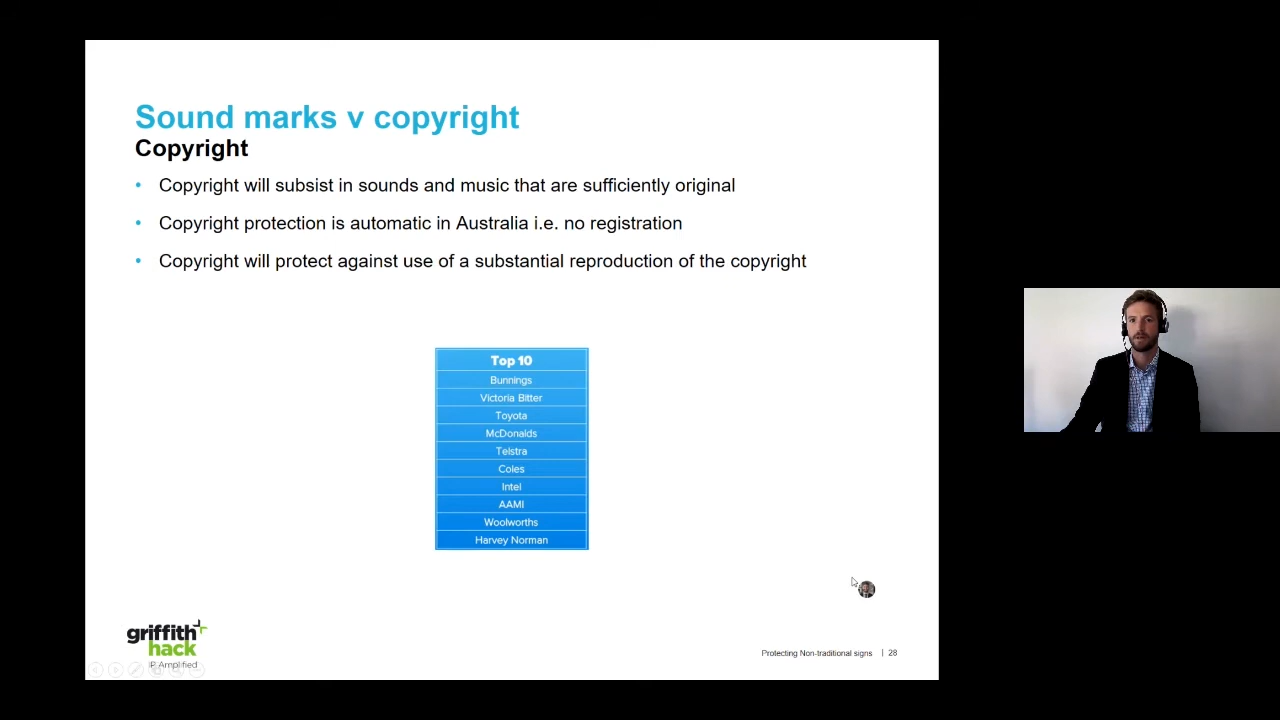 Sound marks v copyright
Copyright
• Copyright will subsist in sounds and music that are sufficiently original
• Copyright protection is automatic in Australia i.e. no registration
• Copyright will protect against use of a substantial reproduction of the copyright
Top 10
Bunnings
Victoria Bitter
Toyota
McDonalds
Telstra
Coles
Intel
AAMI
Woolworths
Harvey Norman
griffith
hack
IP Amplified
Protecting Non-traditional signs | 28